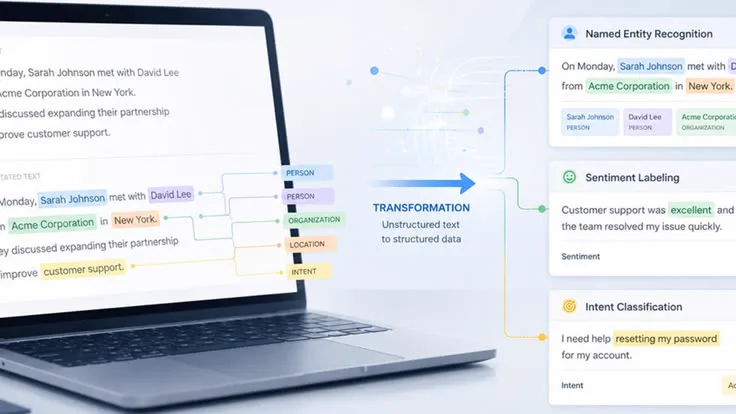 nday, Sarah Johnson met with David Lee
Acme Corporation in New York.
discussed expanding their partnership
prove customer support.
TATED TEXT
Monday, Sarah Johnson met with David Lee
Acme Corporation in New York.
ey discussed expanding their partnership
improve customer support.
PERSON
PERSON
ORGANIZATION
LOCATION
INTENT
TRANSFORMATION
Unstructured text
to structured data
Named Entity Recognition
On Monday, Sarah Johnson met with D
from Acme Corporation in New York.
Sarah Johnson David Lee Acme Corporatio
PERSON PERSON ORGANIZATION
Sentiment Labeling
Customer support was excellent and
the team resolved my issue quickly.
Sentiment
Intent Classification
I need help resetting my password
for my account.
Intent Ac